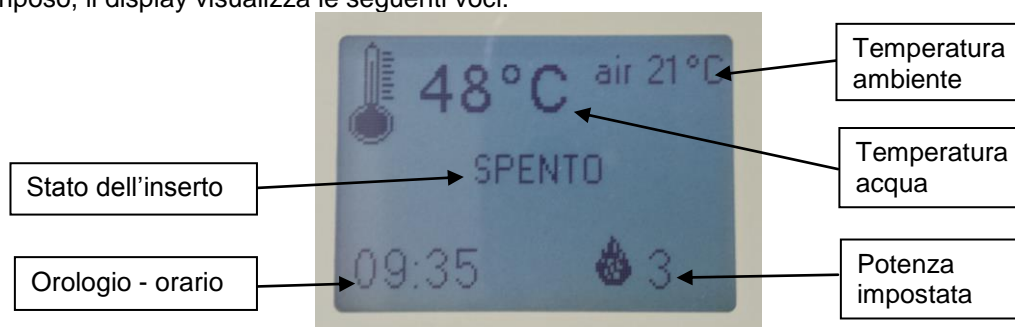 riposo, il display visualizza le seguenti voci:
48°C
air 21°C
SPENTO
09:35
3
Temperatura
ambiente
Temperatura
acqua
Stato dell'inserto
Orologio - orario
Potenza
impostata